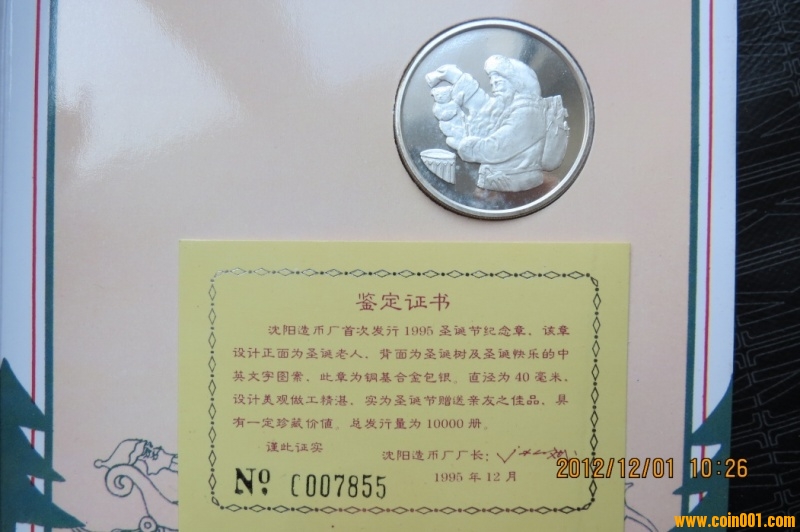 鉴定证书
沈阳造币厂首次发行1995圣诞节纪念章、该章
设计正面为圣诞老人、背面为圣诞树及圣诞快乐的中
英文字图索，此章为铜基合金包银。直径为40毫米、
设计美观做工精湛、实为圣诞节赠送亲友之佳品、具
有一定珍藏价值。总发行量为10000册。
谨此证实 沈阳造币厂厂长：
1995年12月
No C007855
2012/12/01 10:26
www.coin001.com